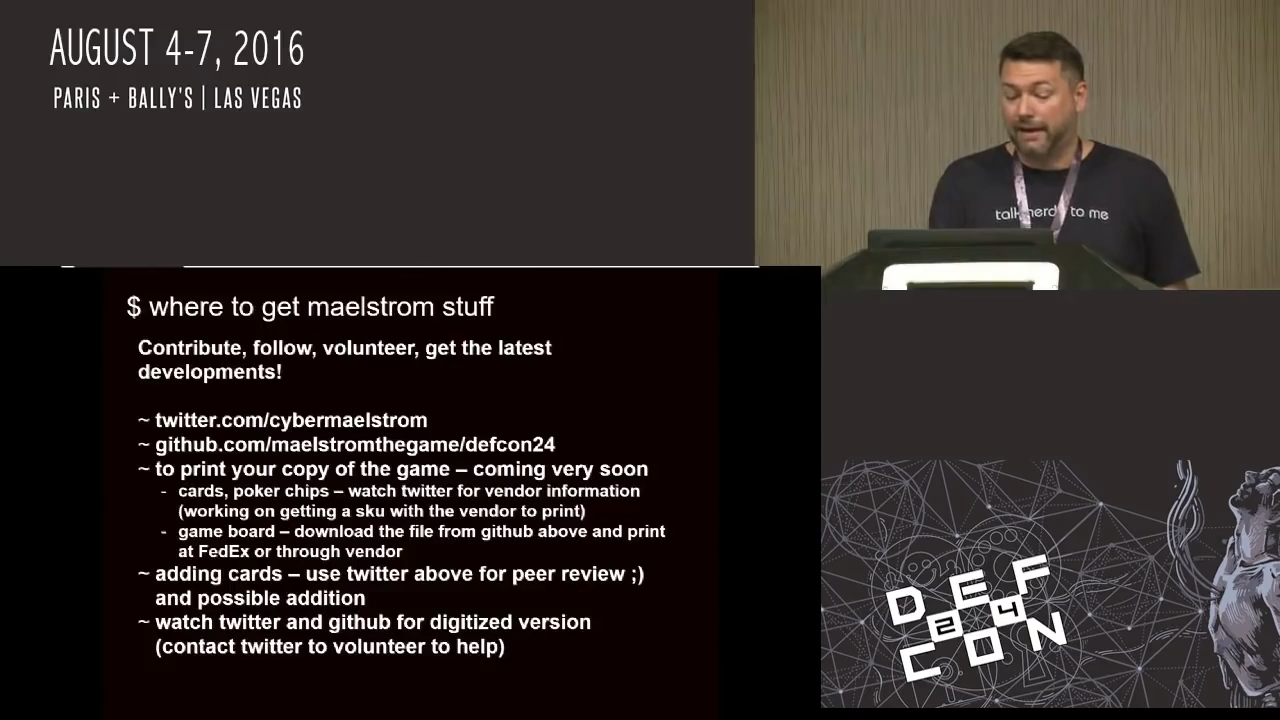 AUGUST 4-7, 2016
PARIS + BALLY'S | LAS VEGAS
talk nerdy to me
$ where to get maelstrom stuff
Contribute, follow, volunteer, get the latest
developments!
~ twitter.com/cybermaelstrom
~ github.com/maelstromthegame/defcon24
~ to print your copy of the game – coming very soon
- cards, poker chips – watch twitter for vendor information
(working on getting a sku with the vendor to print)
- game board – download the file from github above and print
at FedEx or through vendor
~ adding cards – use twitter above for peer review ;)
and possible addition
~ watch twitter and github for digitized version
(contact twitter to volunteer to help)
DEF
24
CON